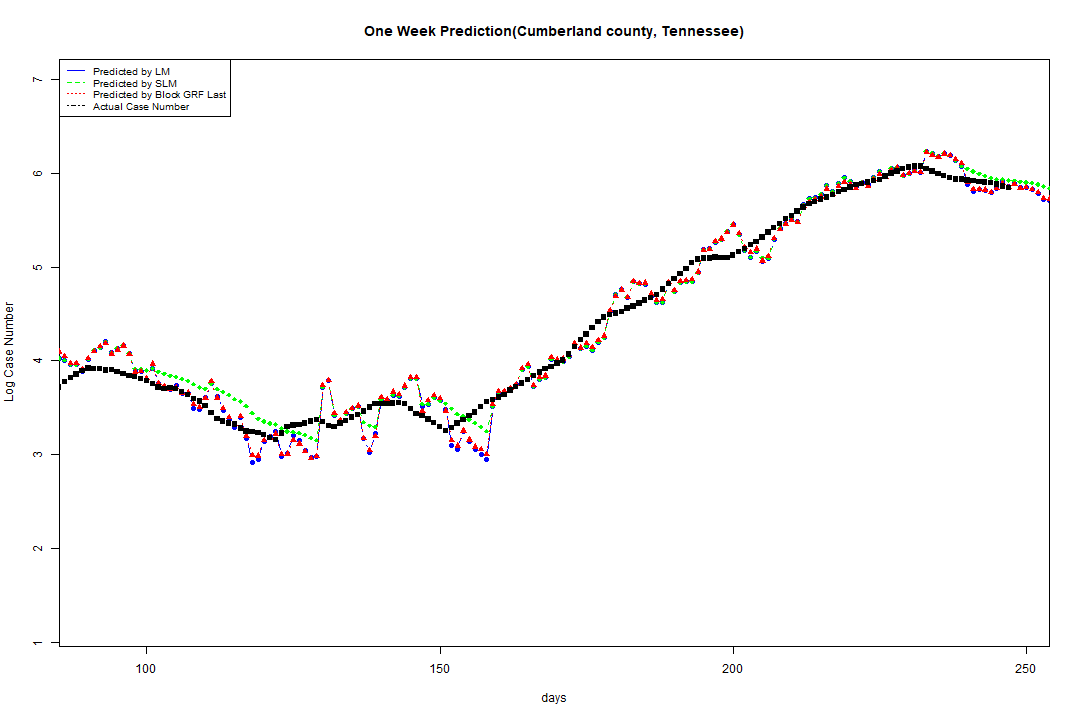 One Week Prediction(Cumberland county, Tennessee)
Predicted by LM
Predicted by SLM
Predicted by Block GRF Last
Actual Case Number
7
6
5
4
3
2
1
Log Case Number
100 150 200 250
days